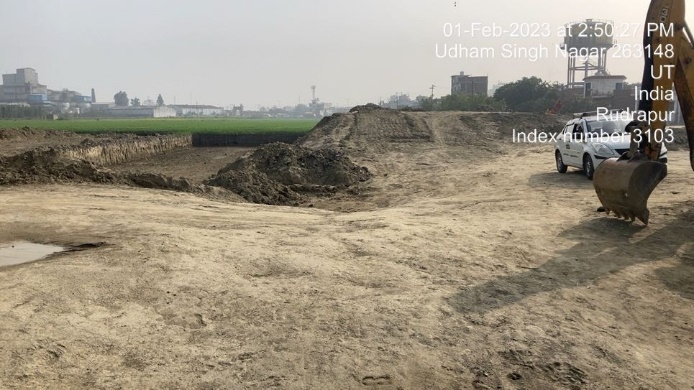 01-Feb-2023 at 2:50:27 PM
Udham Singh Nagar 263148
UT
India
Rudrapur
Index number:3103